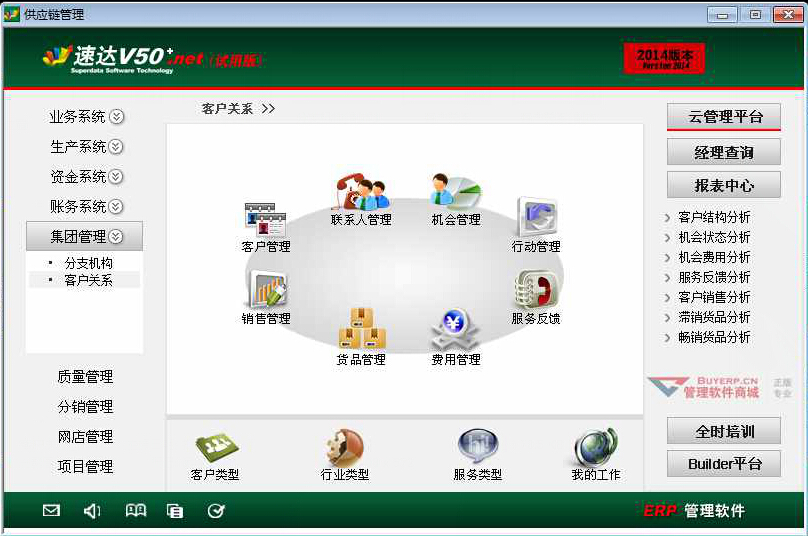 供应链管理
速达V50+.net（试用版）
Superdata Software Technology
2014版本
Version 2014
业务系统
生产系统
资金系统
账务系统
集团管理
· 分支机构
· 客户关系
质量管理
分销管理
网店管理
项目管理
客户关系 >>
联系人管理
机会管理
客户管理
行动管理
销售管理
服务反馈
货品管理
费用管理
客户类型
行业类型
服务类型
我的工作
云管理平台
经理查询
报表中心
客户结构分析
机会状态分析
机会费用分析
服务反馈分析
客户销售分析
滞销货品分析
畅销货品分析
BUYERP.CN
管理软件商城
正版
专业
全时培训
Builder平台
ERP 管理软件